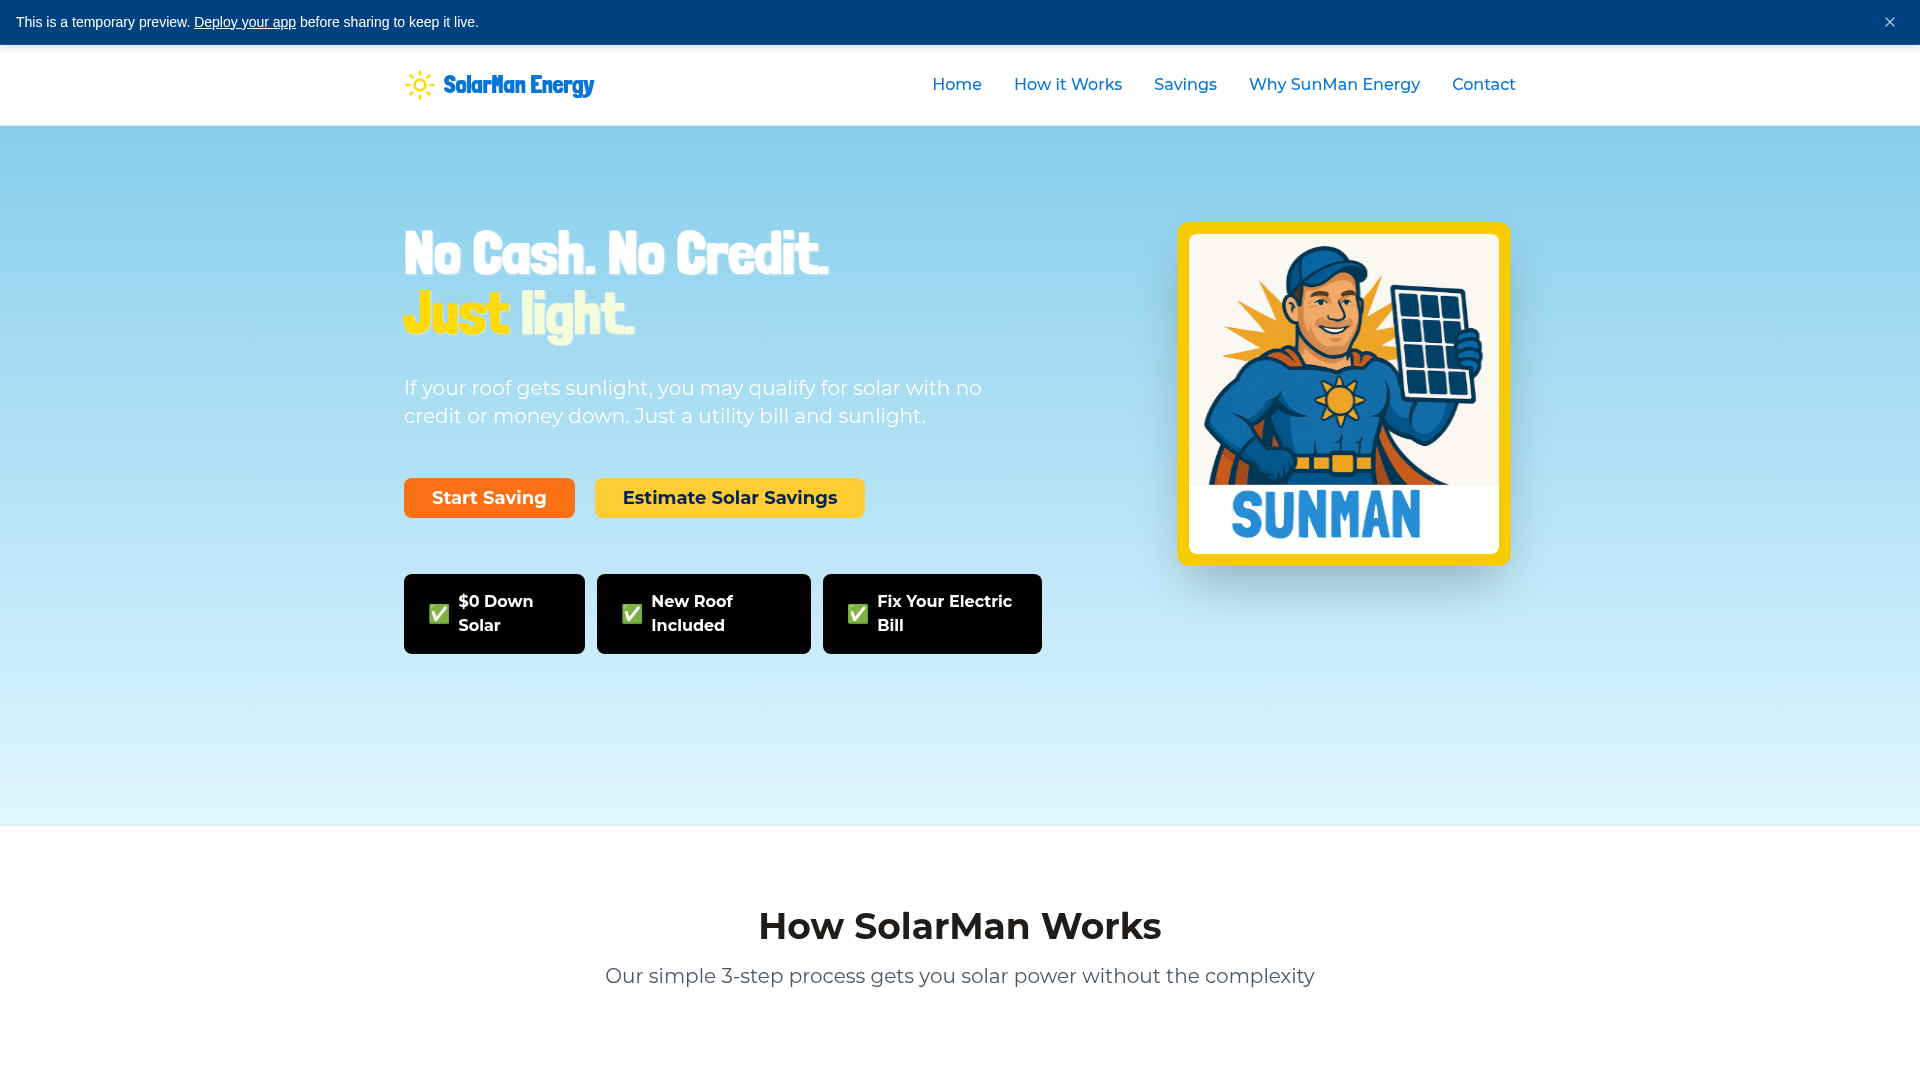 This is a temporary preview. Deploy your app before sharing to keep it live.
×
SolarMan Energy
Home
How it Works
Savings
Why SunMan Energy
Contact
No Cash. No Credit.
Just light.
If your roof gets sunlight, you may qualify for solar with no
credit or money down. Just a utility bill and sunlight.
Start Saving
Estimate Solar Savings
✅ $0 Down
Solar
✅ New Roof
Included
✅ Fix Your Electric
Bill
SUNMAN
How SolarMan Works
Our simple 3-step process gets you solar power without the complexity